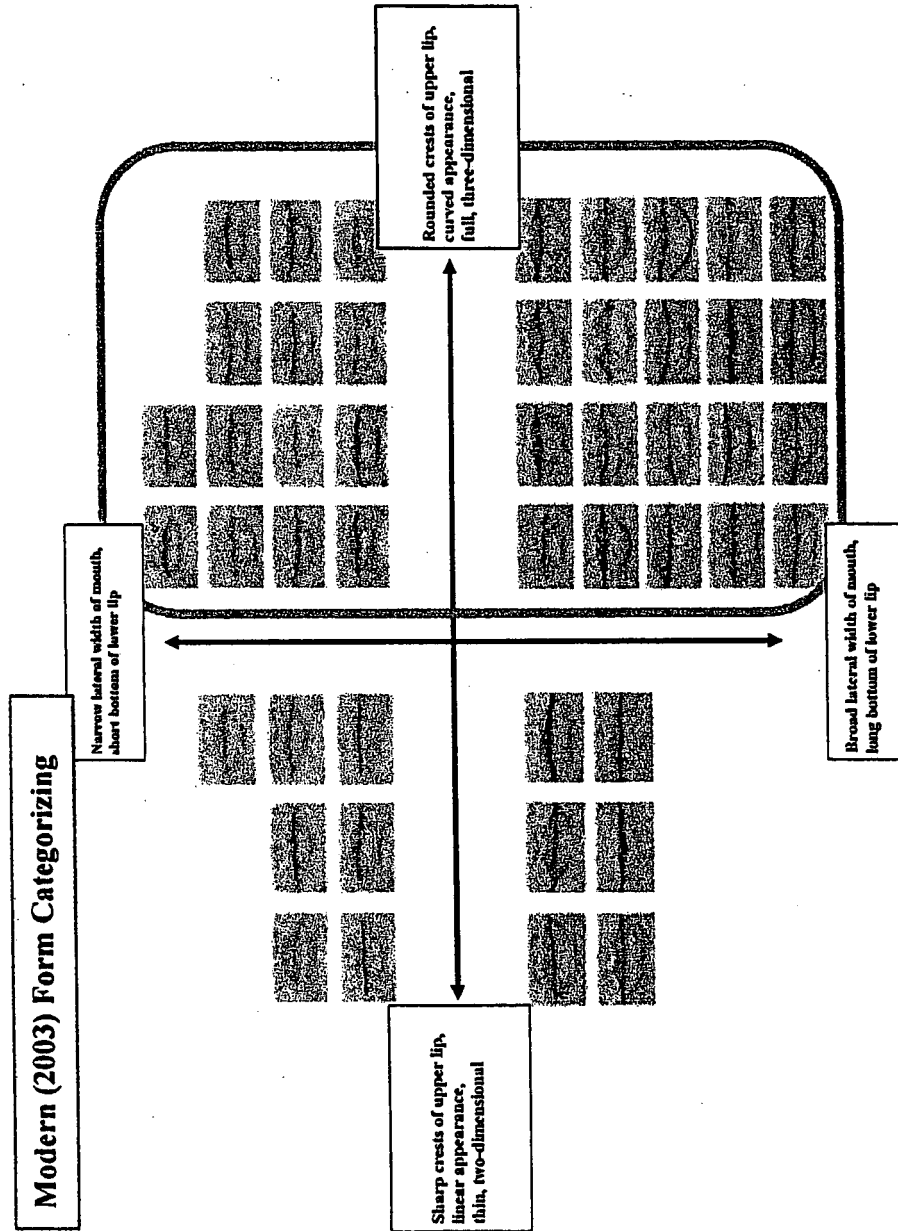 Modern (2003) Form Categorizing
Narrow lateral width of mouth,
short bottom of lower lip
Sharp crests of upper lip,
linear appearance,
thin, two-dimensional
Rounded crests of upper lip,
curved appearance,
full, three-dimensional
Broad lateral width of mouth,
long bottom of lower lip